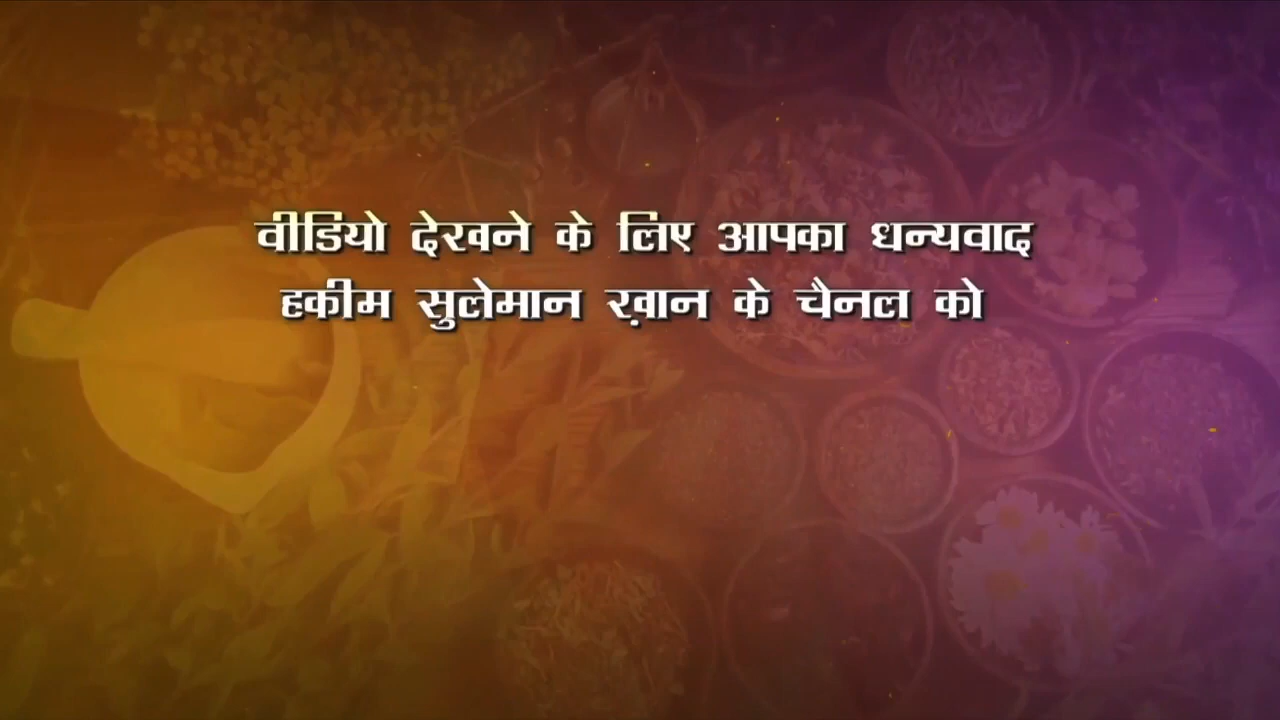 वीडियो देखने के लिए आपका धन्यवाद
हकीम सुलेमान ख़ान के चैनल को